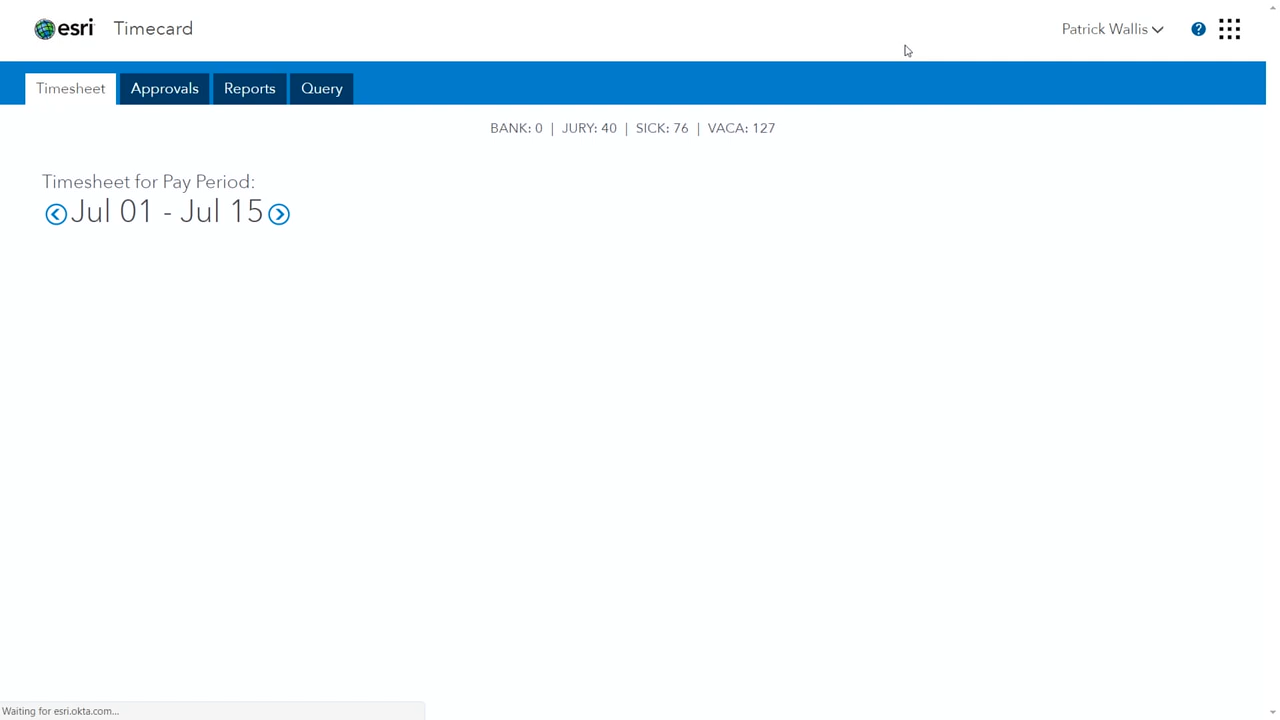 esri Timecard
Patrick Wallis
?
Timesheet Approvals Reports Query
BANK: 0 | JURY: 40 | SICK: 76 | VACA: 127
Timesheet for Pay Period:
Jul 01 - Jul 15
Waiting for esri.okta.com...